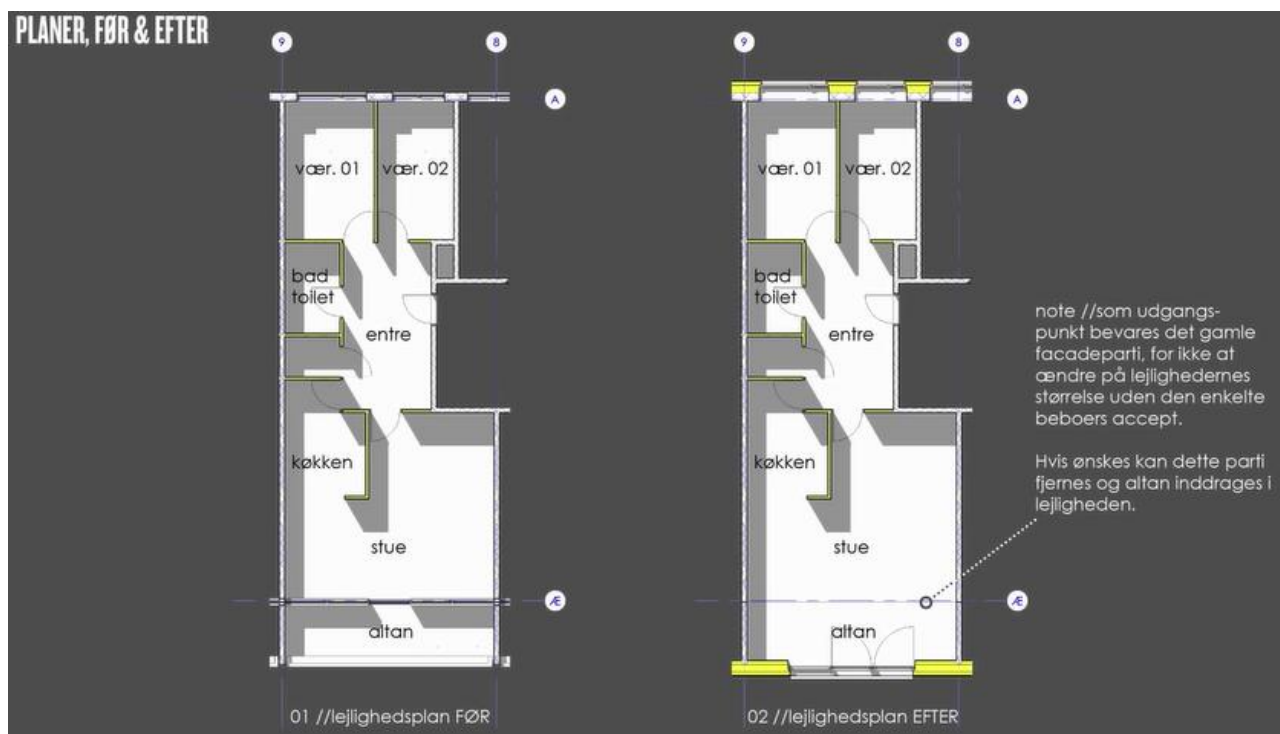 PLANER, FØR & EFTER
9
8
A
vær. 01
vær. 02
bad
toilet
entre
køkken
stue
Æ
altan
01 //lejlighedsplan FØR
9
8
A
vær. 01
vær. 02
bad
toilet
entre
køkken
stue
Æ
altan
02 //lejlighedsplan EFTER
note //som udgangs-
punkt bevares det gamle
facadeparti, for ikke at
ændre på lejlighedernes
størrelse uden den enkelte
beboers accept.
Hvis ønskes kan dette parti
fjernes og altan inddrages i
lejligheden.